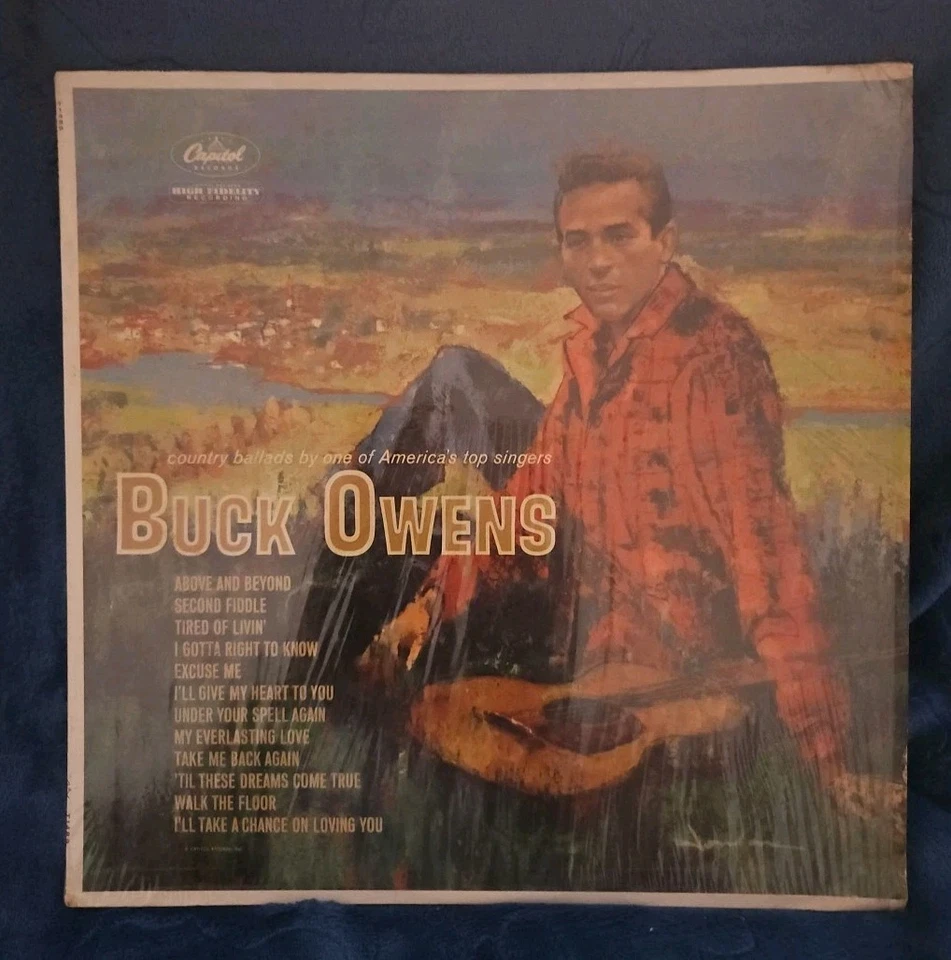 Capitol
RECORDS
HIGH FIDELITY
RECORDING
country ballads by one of America's top singers
BUCK OWENS
ABOVE AND BEYOND
SECOND FIDDLE
TIRED OF LIVIN'
I GOTTA RIGHT TO KNOW
EXCUSE ME
I'LL GIVE MY HEART TO YOU
UNDER YOUR SPELL AGAIN
MY EVERLASTING LOVE
TAKE ME BACK AGAIN
'TIL THESE DREAMS COME TRUE
WALK THE FLOOR
I'LL TAKE A CHANCE ON LOVING YOU